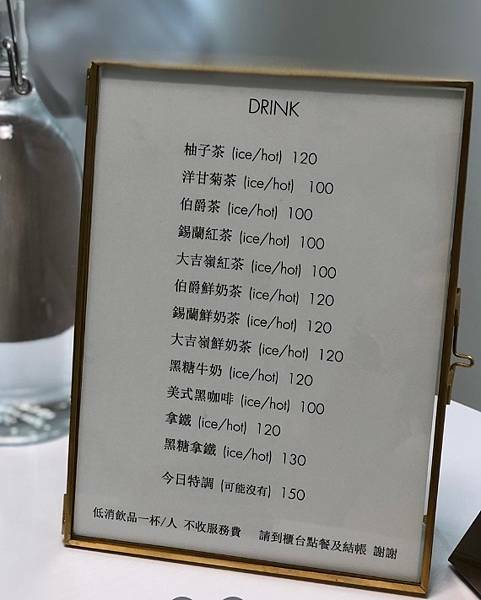 DRINK
柚子茶 (ice/hot) 120
洋甘菊茶 (ice/hot) 100
伯爵茶 (ice/hot) 100
錫蘭紅茶 (ice/hot) 100
大吉嶺紅茶 (ice/hot) 100
伯爵鮮奶茶 (ice/hot) 120
錫蘭鮮奶茶 (ice/hot) 120
大吉嶺鮮奶茶 (ice/hot) 120
黑糖牛奶 (ice/hot) 120
美式黑咖啡 (ice/hot) 100
拿鐵 (ice/hot) 120
黑糖拿鐵 (ice/hot) 130
今日特調 (可能沒有) 150
低消飲品一杯/人 不收服務費 請到櫃台點餐及結帳 謝謝